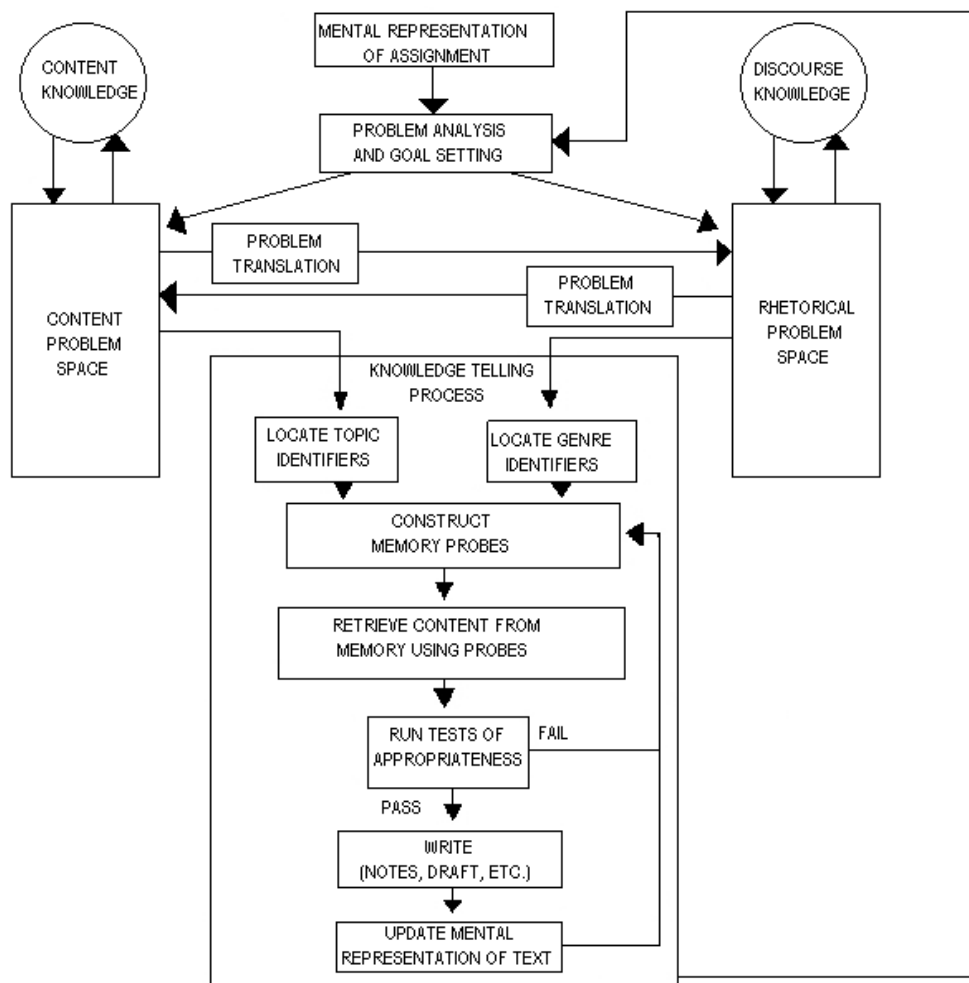 MENTAL REPRESENTATION
OF ASSIGNMENT
CONTENT
KNOWLEDGE
DISCOURSE
KNOWLEDGE
PROBLEM ANALYSIS
AND GOAL SETTING
PROBLEM
TRANSLATION
PROBLEM
TRANSLATION
CONTENT
PROBLEM
SPACE
RHETORICAL
PROBLEM
SPACE
KNOWLEDGE TELLING
PROCESS
LOCATE TOPIC
IDENTIFIERS
LOCATE GENRE
IDENTIFIERS
CONSTRUCT
MEMORY PROBES
RETRIEVE CONTENT FROM
MEMORY USING PROBES
RUN TESTS OF
APPROPRIATENESS
FAIL
PASS
WRITE
(NOTES, DRAFT, ETC.)
UPDATE MENTAL
REPRESENTATION OF TEXT